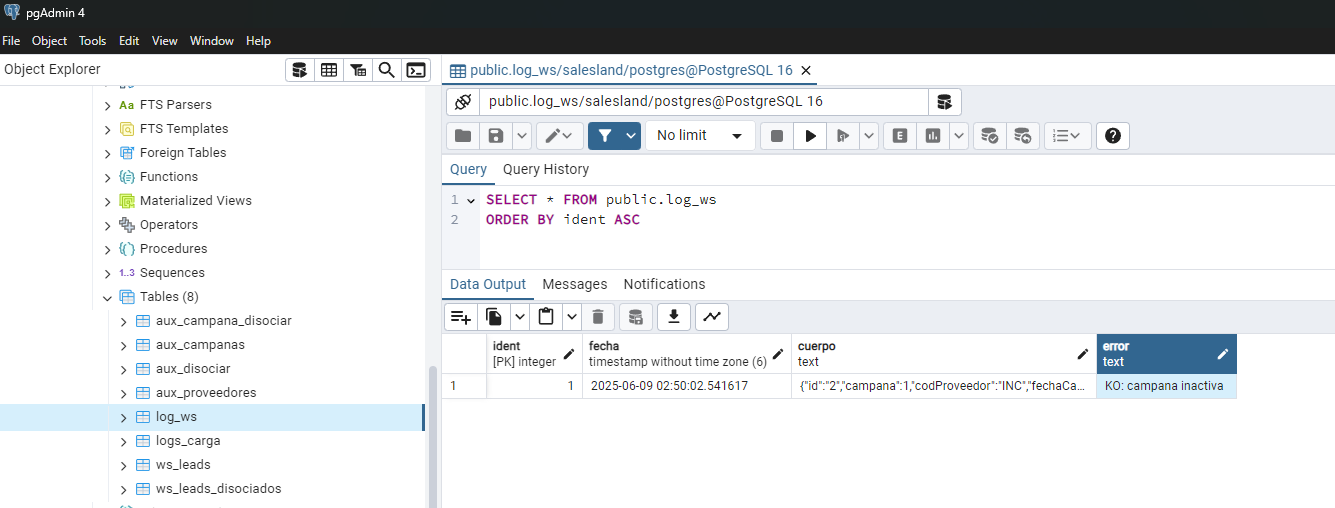 pgAdmin 4
File Object Tools Edit View Window Help
Object Explorer
Aa FTS Parsers
FTS Templates
Foreign Tables
Functions
Materialized Views
Operators
Procedures
1..3 Sequences
Tables (8)
aux_campana_disociar
aux_campanas
aux_disociar
aux_proveedores
log_ws
logs_carga
ws_leads
ws_leads_disociados
public.log_ws/salesland/postgres@PostgreSQL 16
public.log_ws/salesland/postgres@PostgreSQL 16
No limit
E
Query Query History
1 SELECT * FROM public.log_ws
2 ORDER BY ident ASC
Data Output Messages Notifications
ident fecha cuerpo error
[PK] integer timestamp without time zone (6) text text
1 1 2025-06-09 02:50:02.541617 {"id":"2","campana":1,"codProveedor":"INC","fechaCa... KO: campana inactiva